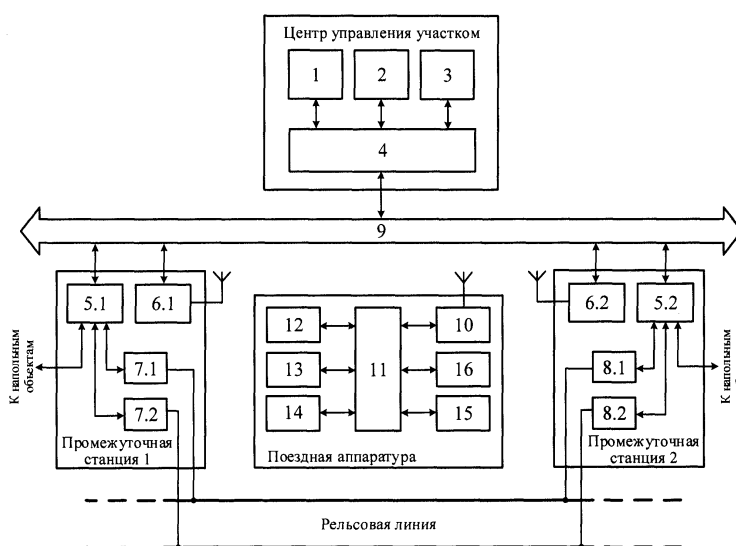 Центр управления участком
1 2 3
4
9
5.1 6.1
6.2 5.2
12 10
13 11 16
14 15
7.1
7.2
8.1
8.2
К напольным
объектам
К напольным
Промежуточная
станция 1
Поездная аппаратура
Промежуточная
станция 2
Рельсовая линия